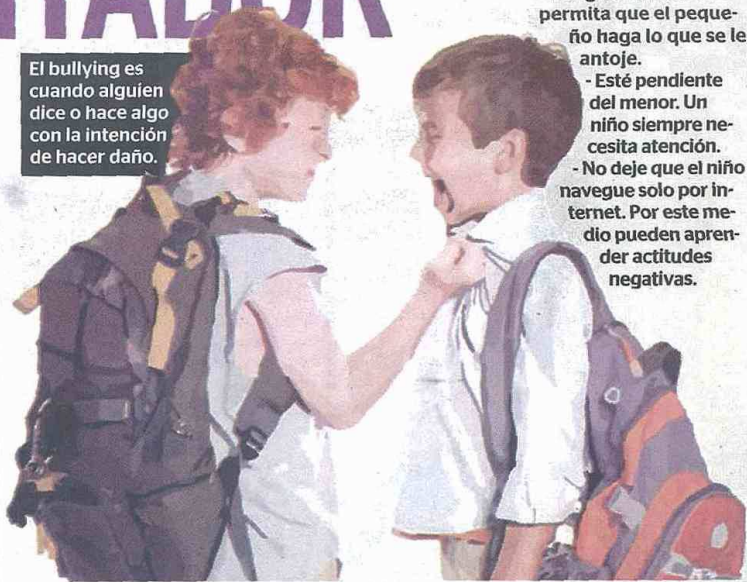 El bullying es
cuando alguien
dice o hace algo
con la intención
de hacer daño.
permita que el peque-
ño haga lo que se le
antoje.
- Esté pendiente
del menor. Un
niño siempre ne-
cesita atención.
- No deje que el niño
navegue solo por in-
ternet. Por este me-
dio pueden apren-
der actitudes
negativas.